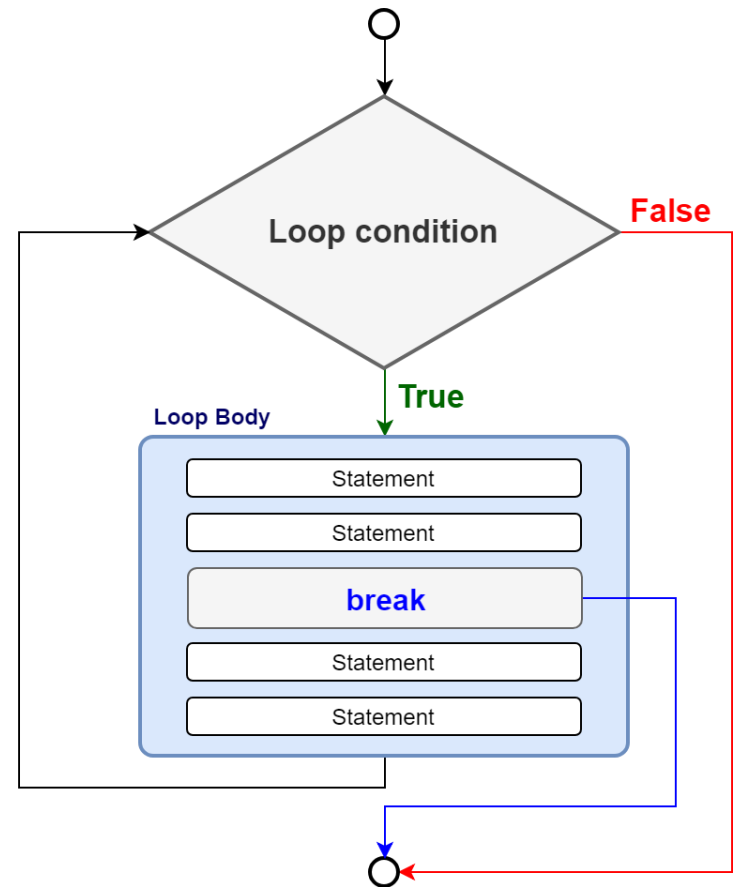 Loop condition
False
True
Loop Body
Statement
Statement
break
Statement
Statement